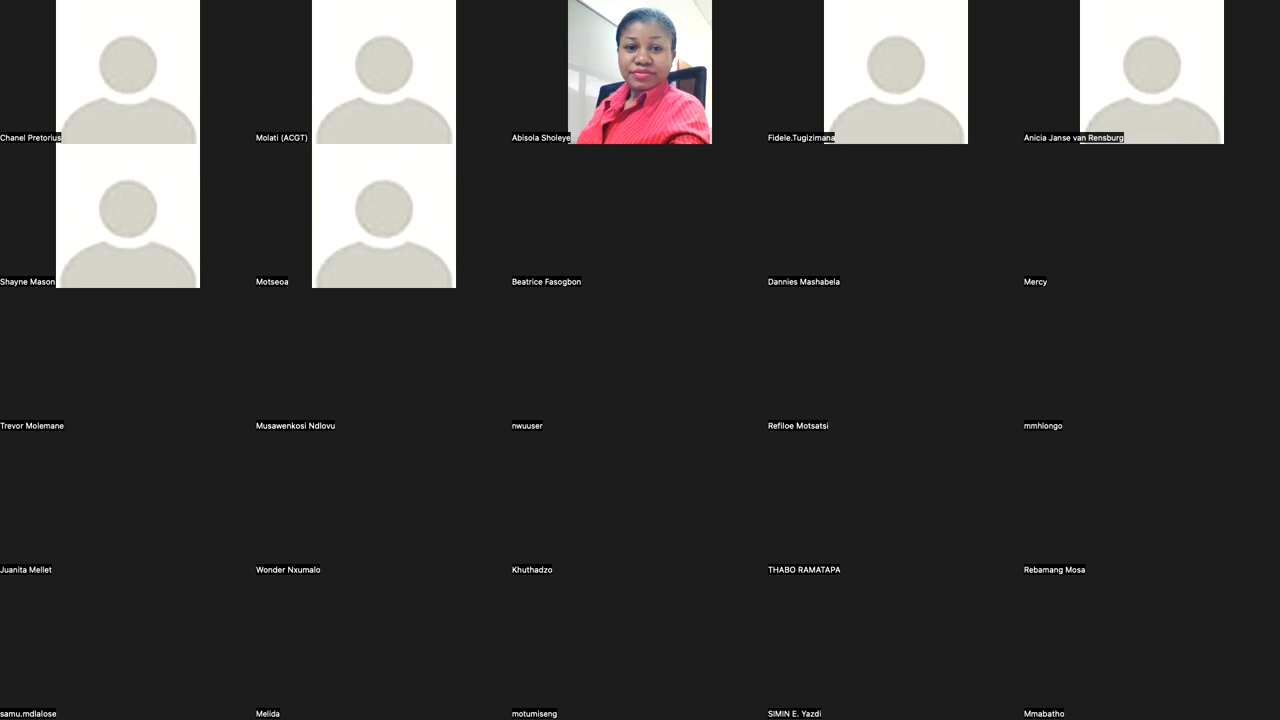 Chanel Pretorius
Molati (ACGT)
Abisola Sholeye
Fidele.Tugizimana
Anicia Janse van Rensburg
Shayne Mason
Motseoa
Beatrice Fasogbon
Dannies Mashabela
Mercy
Trevor Molemane
Musawenkosi Ndlovu
nwuuser
Refiloe Motsatsi
mmhlongo
Juanita Mellet
Wonder Nxumalo
Khuthadzo
THABO RAMATAPA
Rebamang Mosa
samu.mdlalose
Melida
motumiseng
SIMIN E. Yazdi
Mmabatho